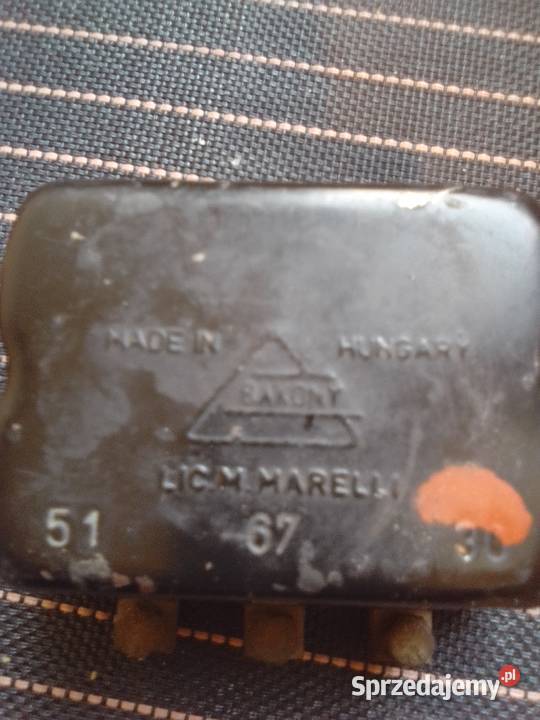 MADE IN HUNGARY
BAKONY
LIC. M. MARELLI
51 67 30
Sprzedajemy.pl